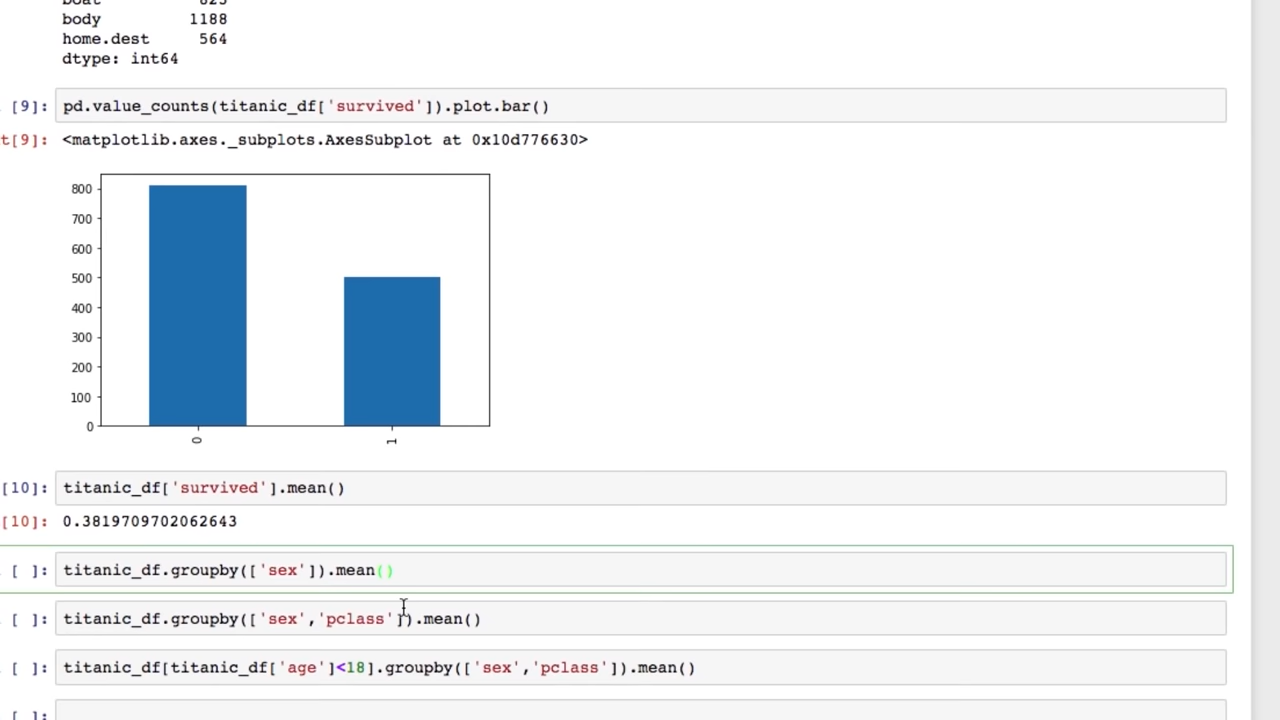 boat 823
body 1188
home.dest 564
dtype: int64
[9]: pd.value_counts(titanic_df['survived']).plot.bar()
t[9]: <matplotlib.axes._subplots.AxesSubplot at 0x10d776630>
800
700
600
500
400
300
200
100
0
0 1
[10]: titanic_df['survived'].mean()
[10]: 0.3819709702062643
[ ]: titanic_df.groupby(['sex']).mean()
[ ]: titanic_df.groupby(['sex','pclass']).mean()
[ ]: titanic_df[titanic_df['age']<18].groupby(['sex','pclass']).mean()
[ ]: